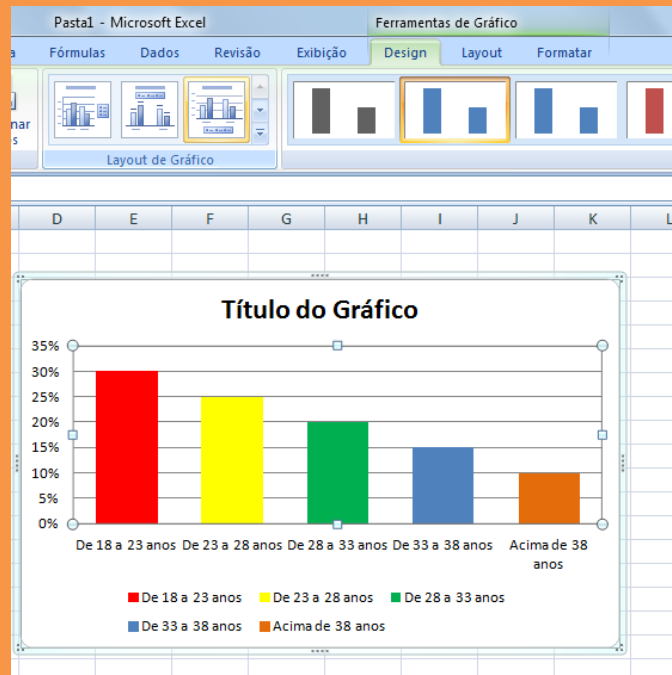 Pasta1 - Microsoft Excel
Ferramentas de Gráfico
Fórmulas Dados Revisão Exibição Design Layout Formatar
Layout de Gráfico
D E F G H I J K L
Título do Gráfico
35%
30%
25%
20%
15%
10%
5%
0%
De 18 a 23 anos De 23 a 28 anos De 28 a 33 anos De 33 a 38 anos Acima de 38
anos
De 18 a 23 anos De 23 a 28 anos De 28 a 33 anos
De 33 a 38 anos Acima de 38 anos